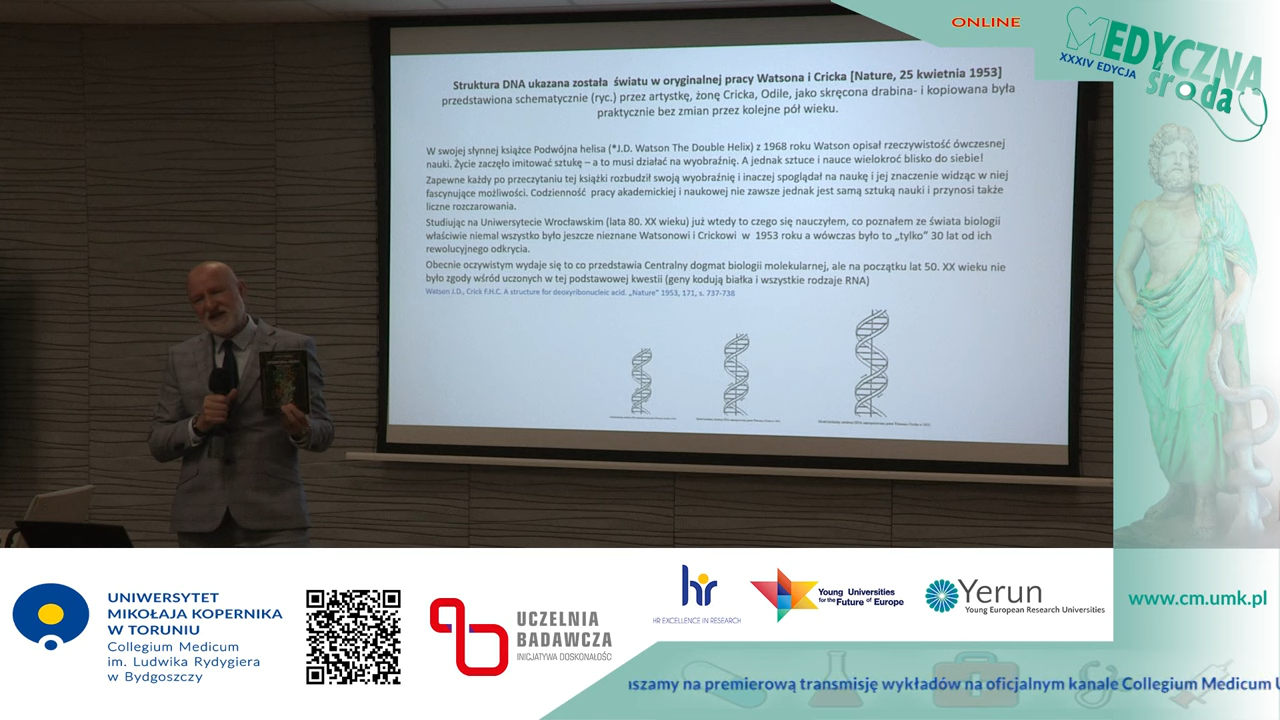 ONLINE
MEDYCZNA
środa
XXXIV EDYCJA
Struktura DNA ukazana została światu w oryginalnej pracy Watsona i Cricka [Nature, 25 kwietnia 1953]
przedstawiona schematycznie (ryc.) przez artystkę, żonę Cricka, Odile, jako skręcona drabina- i kopiowana była
praktycznie bez zmian przez kolejne pół wieku.
W swojej słynnej książce Podwójna helisa (*J.D. Watson The Double Helix) z 1968 roku Watson opisał rzeczywistość ówczesnej
nauki. Życie zaczęło imitować sztukę – a to musi działać na wyobraźnię. A jednak sztuce i nauce wielokroć blisko do siebie!
Zapewne każdy po przeczytaniu tej książki rozbudził swoją wyobraźnię i inaczej spoglądał na naukę i jej znaczenie widząc w niej
fascynujące możliwości. Codzienność pracy akademickiej i naukowej nie zawsze jednak jest samą sztuką nauki i przynosi także
liczne rozczarowania.
Studiując na Uniwersytecie Wrocławskim (lata 80. XX wieku) już wtedy to czego się nauczyłem, co poznałem ze świata biologii
właściwie niemal wszystko było jeszcze nieznane Watsonowi i Crickowi w 1953 roku a wówczas było to „tylko” 30 lat od ich
rewolucyjnego odkrycia.
Obecnie oczywistym wydaje się to co przedstawia Centralny dogmat biologii molekularnej, ale na początku lat 50. XX wieku nie
było zgody wśród uczonych w tej podstawowej kwestii (geny kodują białka i wszystkie rodzaje RNA)
Watson J.D., Crick F.H.C. A structure for deoxyribonucleic acid. „Nature” 1953, 171, s. 737-738
UNIWERSYTET
MIKOŁAJA KOPERNIKA
W TORUNIU
Collegium Medicum
im. Ludwika Rydygiera
w Bydgoszczy
UCZELNIA
BADAWCZA
INICJATYWA DOSKONAŁOŚCI
hr
HR EXCELLENCE IN RESEARCH
Young Universities
for the Future of Europe
Yerun
Young European Research Universities
www.cm.umk.pl
szamy na premierową transmisję wykładów na oficjalnym kanale Collegium Medicum U